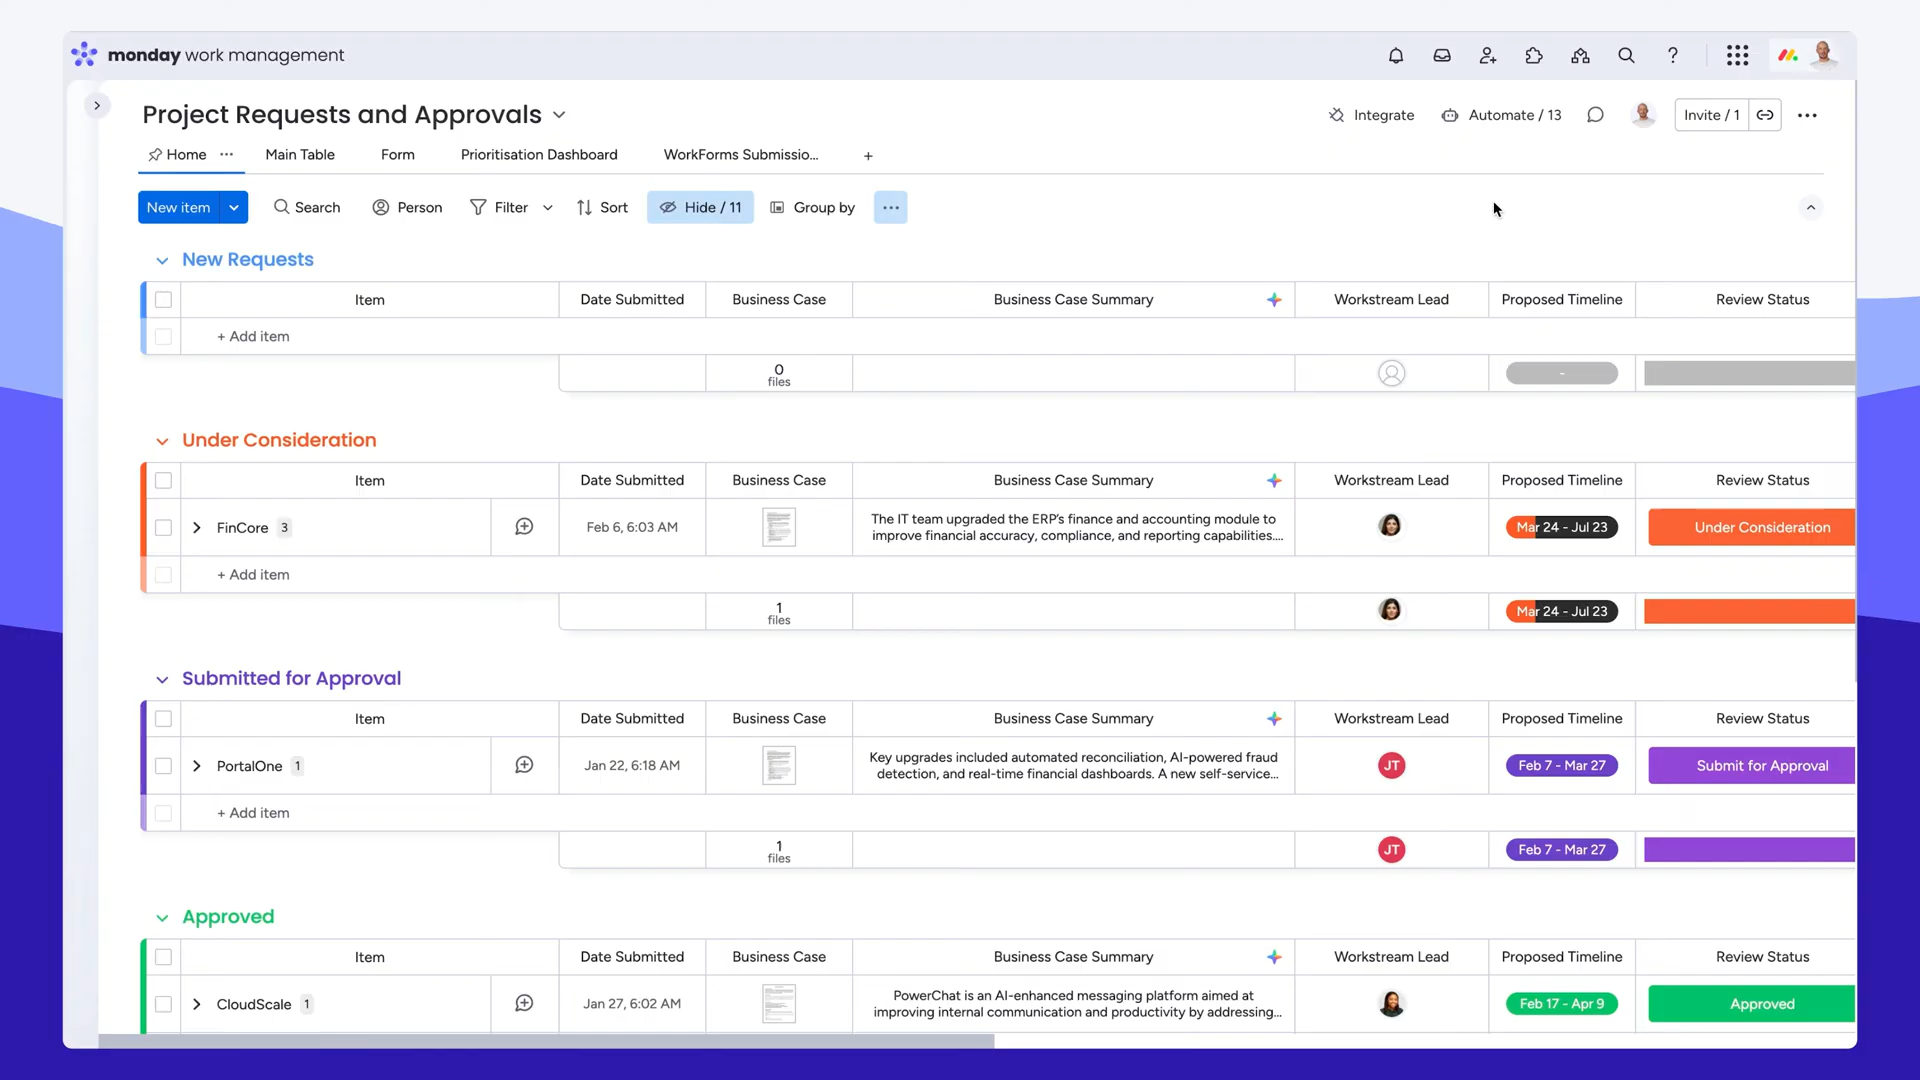 monday work management
Project Requests and Approvals
Integrate
Automate / 13
Invite / 1
Home
Main Table
Form
Prioritisation Dashboard
WorkForms Submissio...
New item
Search
Person
Filter
Sort
Hide / 11
Group by
New Requests
Item
Date Submitted
Business Case
Business Case Summary
Workstream Lead
Proposed Timeline
Review Status
+ Add item
0
files
-
Under Consideration
Item
Date Submitted
Business Case
Business Case Summary
Workstream Lead
Proposed Timeline
Review Status
FinCore 3
Feb 6, 6:03 AM
The IT team upgraded the ERP's finance and accounting module to
improve financial accuracy, compliance, and reporting capabilities....
Mar 24 - Jul 23
Under Consideration
+ Add item
1
files
Mar 24 - Jul 23
Submitted for Approval
Item
Date Submitted
Business Case
Business Case Summary
Workstream Lead
Proposed Timeline
Review Status
PortalOne 1
Jan 22, 6:18 AM
Key upgrades included automated reconciliation, AI-powered fraud
detection, and real-time financial dashboards. A new self-service...
JT
Feb 7 - Mar 27
Submit for Approval
+ Add item
1
files
JT
Feb 7 - Mar 27
Approved
Item
Date Submitted
Business Case
Business Case Summary
Workstream Lead
Proposed Timeline
Review Status
CloudScale 1
Jan 27, 6:02 AM
PowerChat is an AI-enhanced messaging platform aimed at
improving internal communication and productivity by addressing...
Feb 17 - Apr 9
Approved